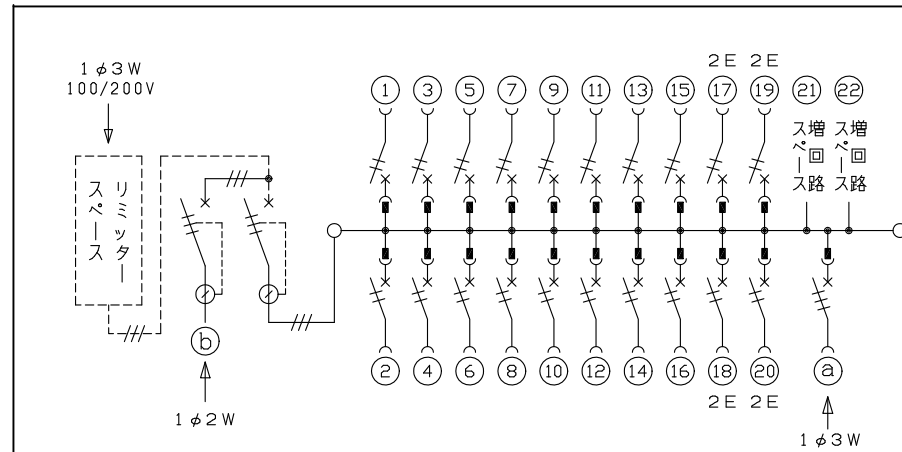 1φ3W
100/200V
リミッター
スペース
ⓑ
1φ2W
2E 2E
① ③ ⑤ ⑦ ⑨ ⑪ ⑬ ⑮ ⑰ ⑲ ㉑ ㉒
増回路
スペース
増回路
スペース
② ④ ⑥ ⑧ ⑩ ⑫ ⑭ ⑯ ⑱ ⑳ ⓐ
2E 2E
1φ3W